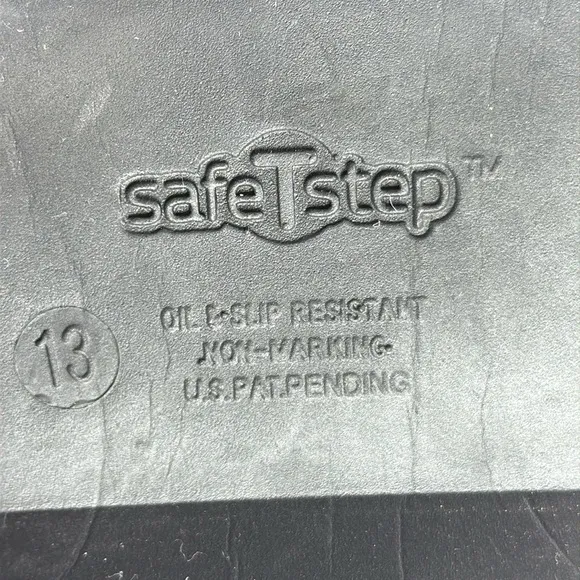 safeTstep™
OIL & SLIP RESISTANT
NON-MARKING
U.S. PAT. PENDING
13